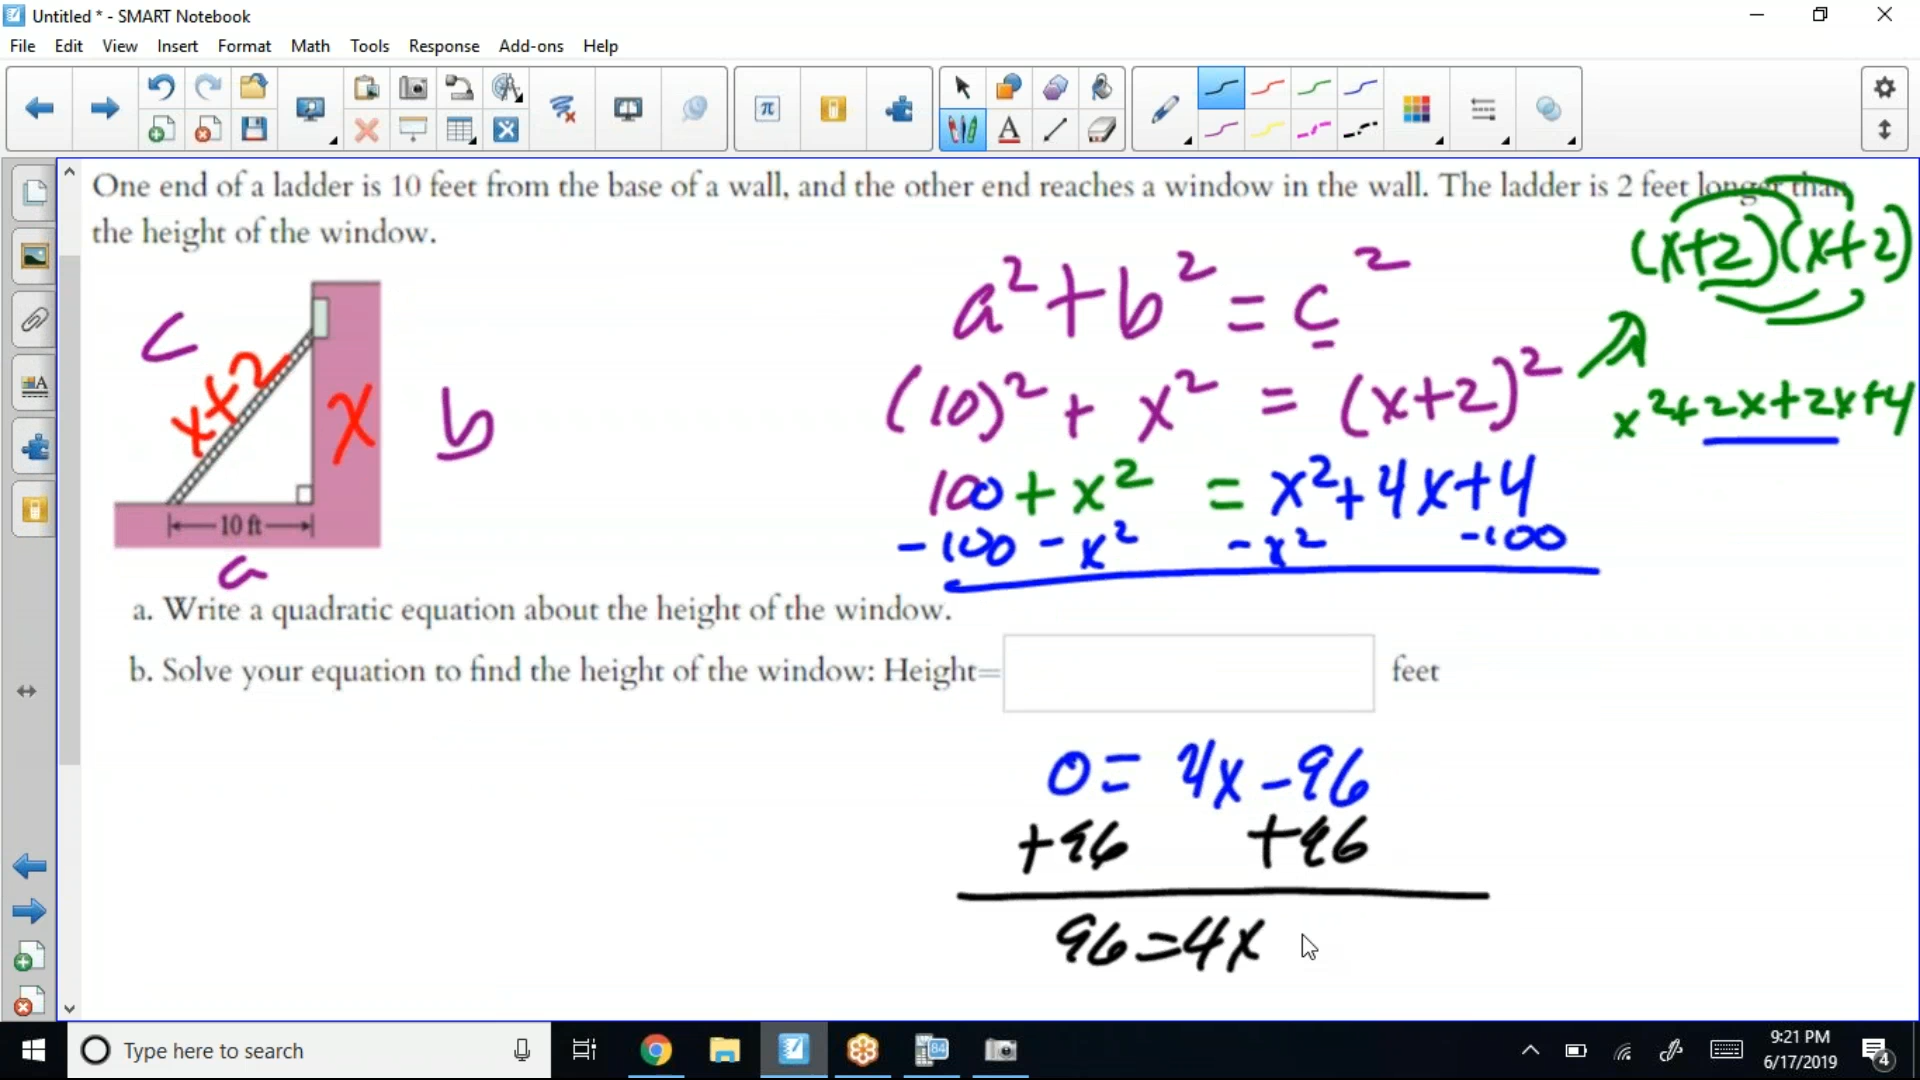 Untitled * - SMART Notebook
File Edit View Insert Format Math Tools Response Add-ons Help
π
A
One end of a ladder is 10 feet from the base of a wall, and the other end reaches a window in the wall. The ladder is 2 feet longer than
the height of the window.
(x+2)(x+2)
a²+b² = c²
c
x+2
x
b
(10)² + x² = (x+2)²
x²+2x+2x+4
100 + x² = x²+4x+4
-100 - x² - x² -100
10 ft
a
a. Write a quadratic equation about the height of the window.
b. Solve your equation to find the height of the window: Height= feet
0 = 4x - 96
+96 +96
96 = 4x
Type here to search
84
9:21 PM
6/17/2019
4